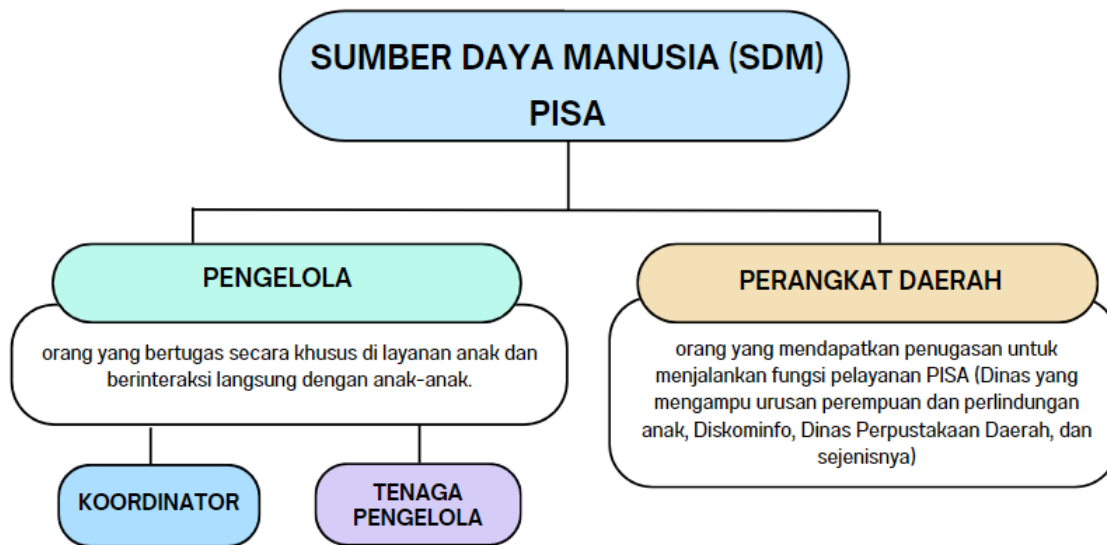 SUMBER DAYA MANUSIA (SDM)
PISA
PENGELOLA
orang yang bertugas secara khusus di layanan anak dan
berinteraksi langsung dengan anak-anak.
KOORDINATOR
TENAGA
PENGELOLA
PERANGKAT DAERAH
orang yang mendapatkan penugasan untuk
menjalankan fungsi pelayanan PISA (Dinas yang
mengampu urusan perempuan dan perlindungan
anak, Diskominfo, Dinas Perpustakaan Daerah, dan
sejenisnya)